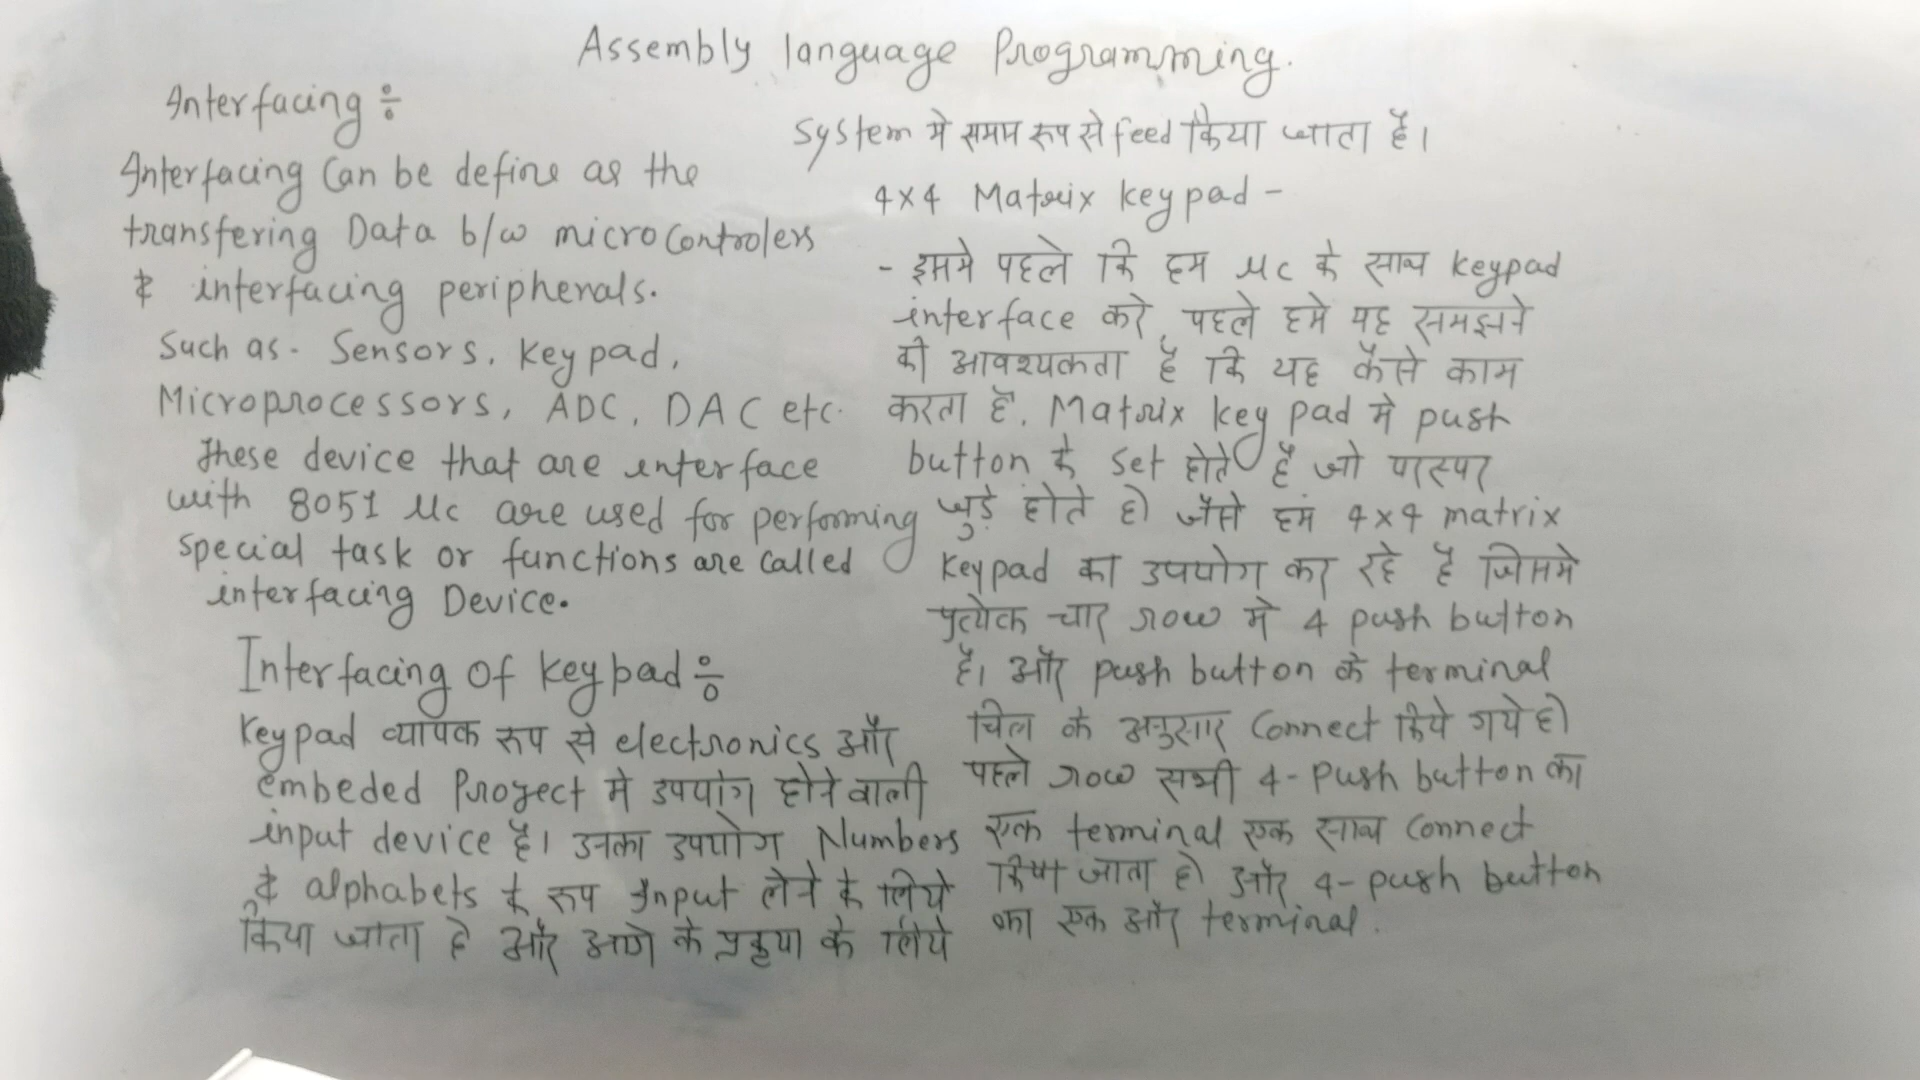 Assembly language Programming.
Interfacing ÷
Interfacing Can be define as the
transfering Data b/w microControlers
& interfacing peripherals.
Such as - Sensors, Keypad,
Microprocessors, ADC, DAC etc.
These device that are interface
with 8051 Mc are used for performing
special task or functions are called
interfacing Device.
Interfacing Of Keypad ÷
Keypad व्यापक रूप से electronics और
embeded Proyect मे उपयोग होने वाली
input device है। उनका उपयोग Numbers
& alphabets के रूप Input लेने के लिये
किया जाता है और आगे के के लिये
System मे समान रूप से feed किया जाता है।
4x4 Matrix Keypad -
- इसमे पहले कि हम Mc के साथ Keypad
interface करे, पहले हमे यह समझने
की आवश्यकता है कि यह कैसे काम
करता है. Matrix Key pad मे push
button के set होते है जो परस्पर
जुड़े होते हो जैसे हम 4x4 matrix
Keypad का उपयोग कर रहे है जिसमे
प्रत्येक चार row मे 4 push button
है। और push button के terminal
के अनुसार Connect किये गये हो
पहले row सभी 4-Push button का
एक terminal एक साथ Connect
किया जाता हो और 4-push button
का एक और terminal.